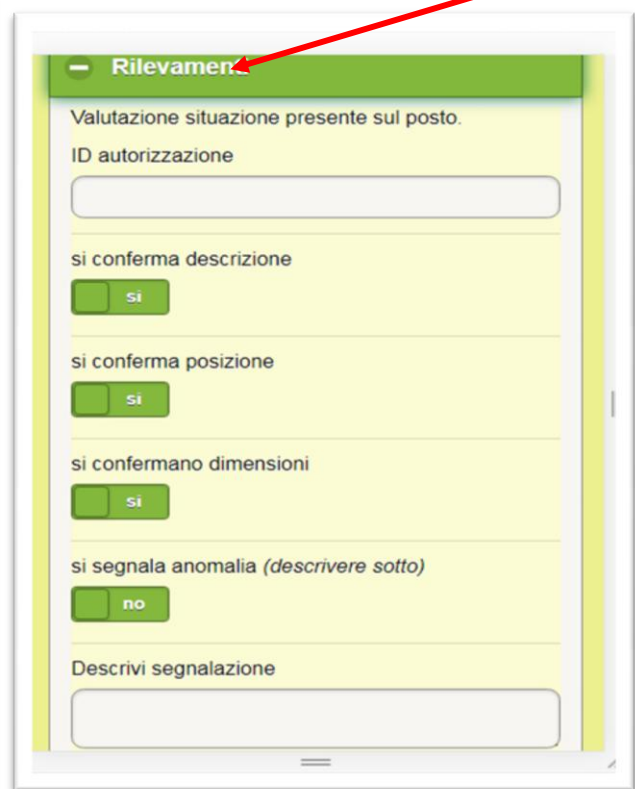 Rilevamenti
Valutazione situazione presente sul posto.
ID autorizzazione
si conferma descrizione
si
si conferma posizione
si
si confermano dimensioni
si
si segnala anomalia (descrivere sotto)
no
Descrivi segnalazione